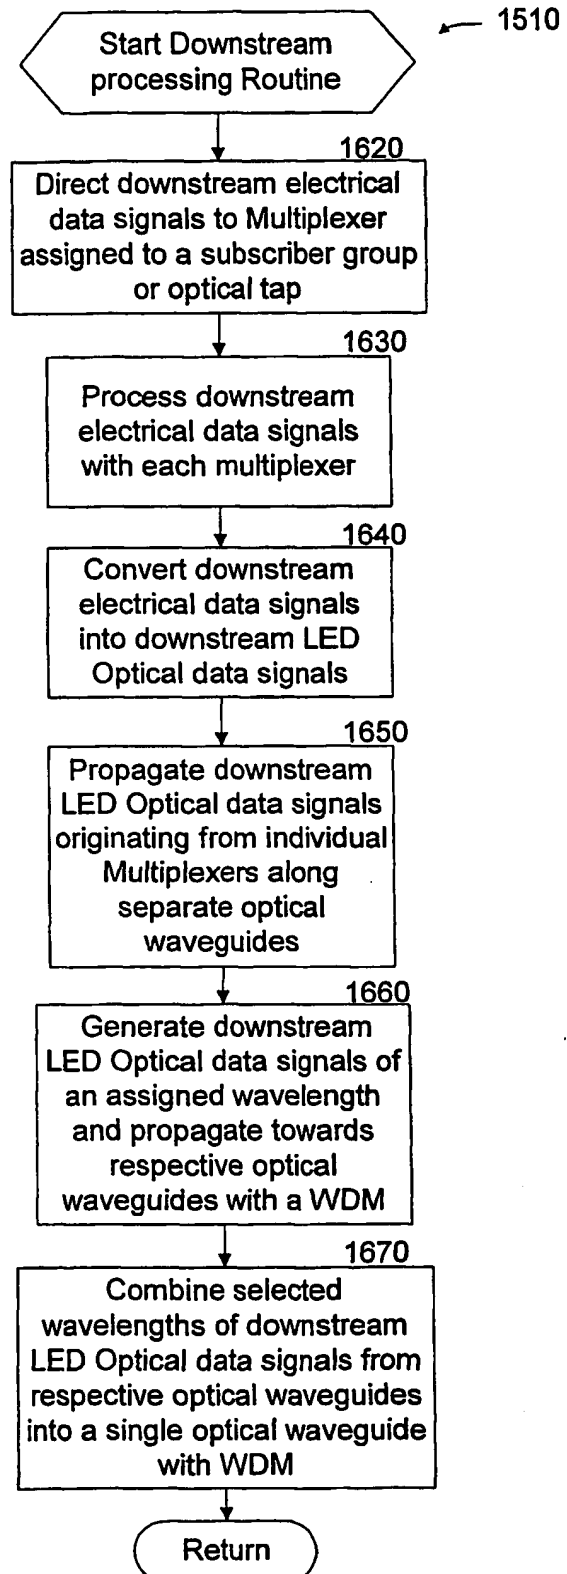 Start Downstream
processing Routine
1510
1620
Direct downstream electrical
data signals to Multiplexer
assigned to a subscriber group
or optical tap
1630
Process downstream
electrical data signals
with each multiplexer
1640
Convert downstream
electrical data signals
into downstream LED
Optical data signals
1650
Propagate downstream
LED Optical data signals
originating from individual
Multiplexers along
separate optical
waveguides
1660
Generate downstream
LED Optical data signals of
an assigned wavelength
and propagate towards
respective optical
waveguides with a WDM
1670
Combine selected
wavelengths of downstream
LED Optical data signals from
respective optical waveguides
into a single optical waveguide
with WDM
Return